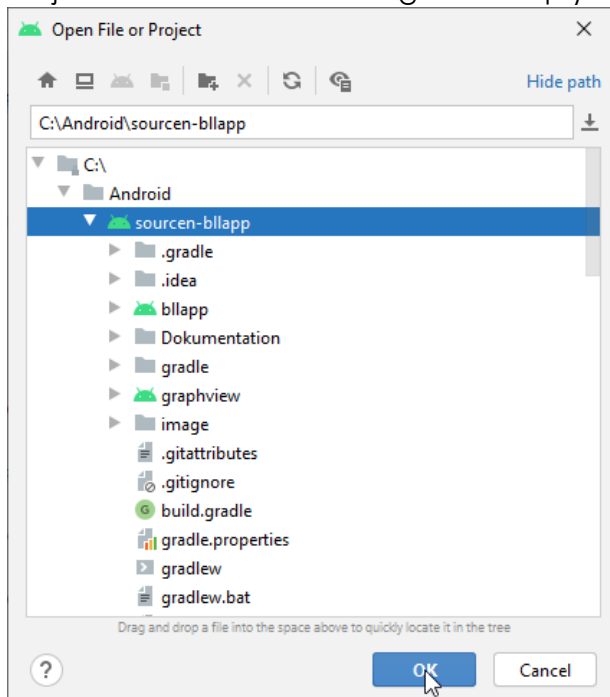 Open File or Project
Hide path
C:\Android\sourcen-bllapp
C:\
Android
sourcen-bllapp
.gradle
.idea
bllapp
Dokumentation
gradle
graphview
image
.gitattributes
.gitignore
build.gradle
gradle.properties
gradlew
gradlew.bat
Drag and drop a file into the space above to quickly locate it in the tree
? OK Cancel